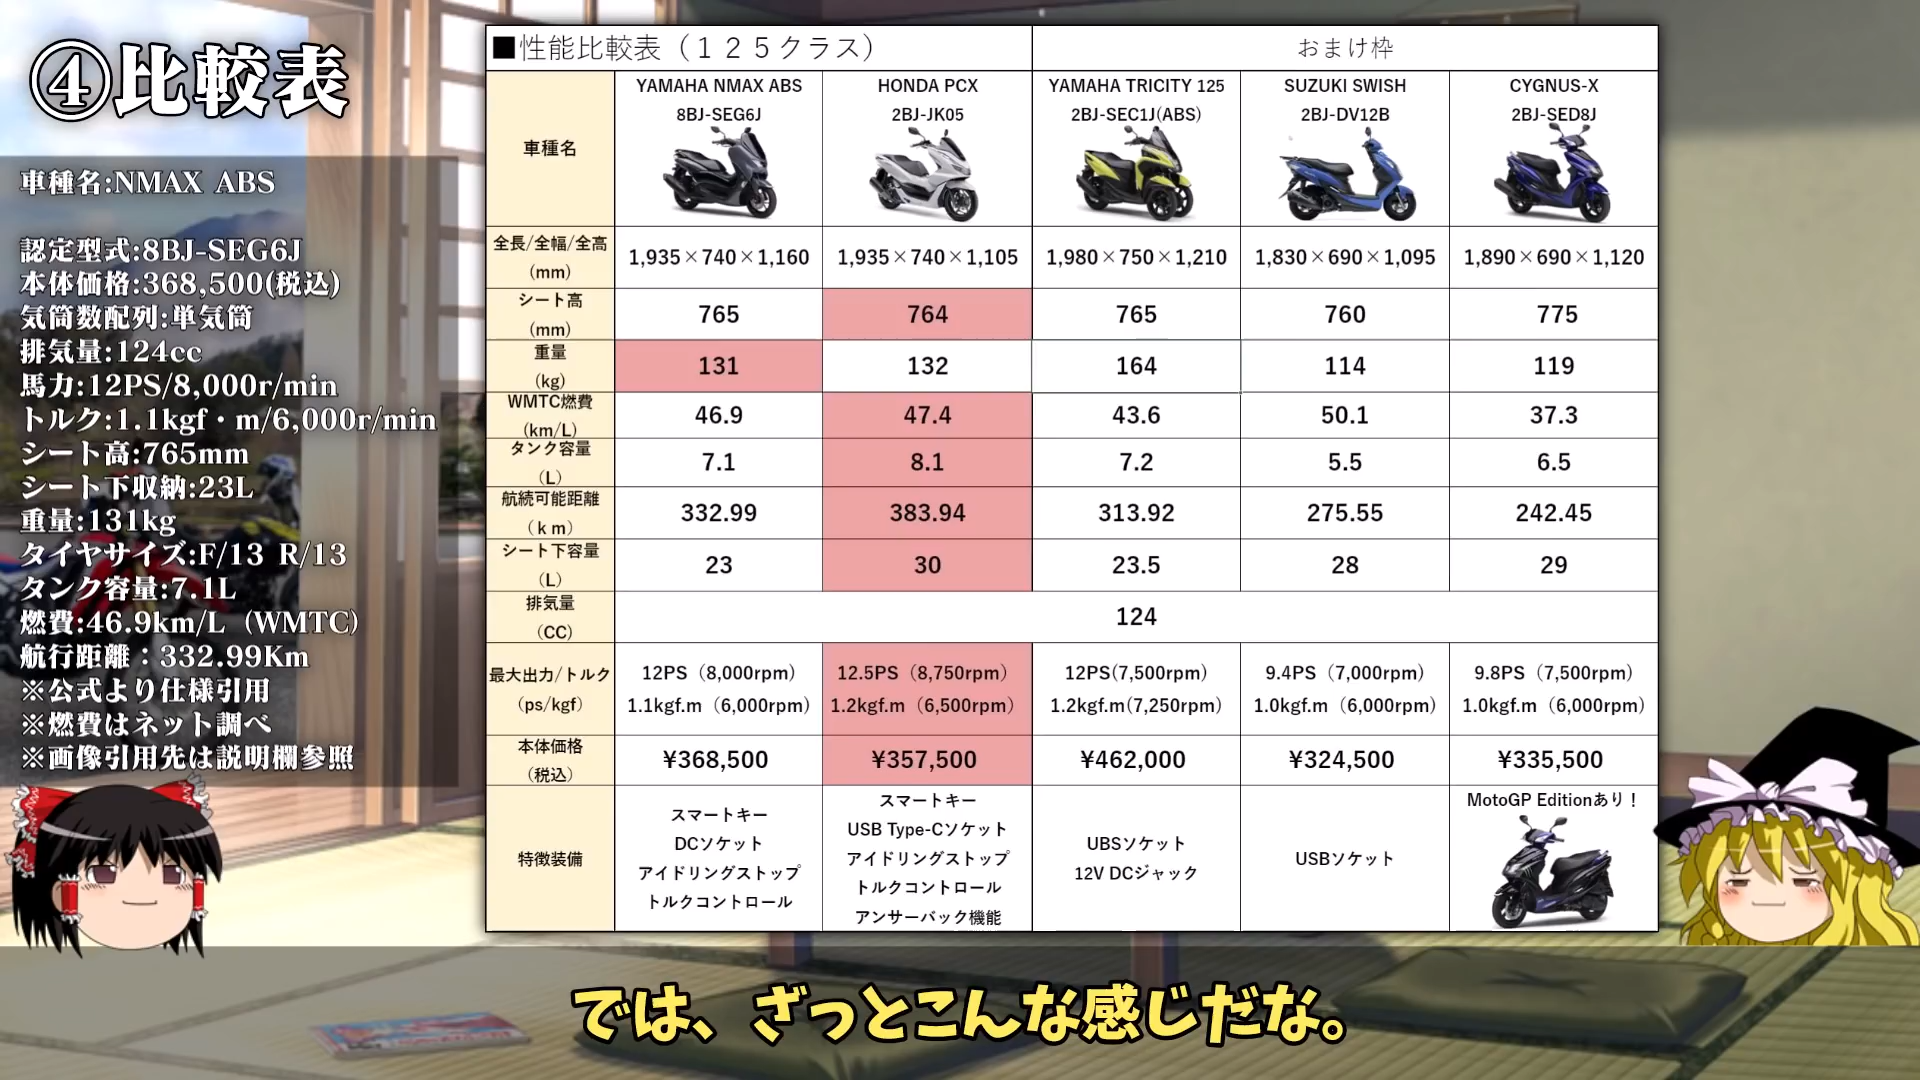 ④比較表
車種名:NMAX ABS
認定型式:8BJ-SEG6J
本体価格:368,500(税込)
気筒数配列:単気筒
排気量:124cc
馬力:12PS/8,000r/min
トルク:1.1kgf・m/6,000r/min
シート高:765mm
シート下収納:23L
重量:131kg
タイヤサイズ:F/13 R/13
タンク容量:7.1L
燃費:46.9km/L (WMTC)
航行距離：332.99Km
※公式より仕様引用
※燃費はネット調べ
※画像引用先は説明欄参照
■性能比較表（１２５クラス） おまけ枠
車種名
YAMAHA NMAX ABS HONDA PCX YAMAHA TRICITY 125 SUZUKI SWISH CYGNUS-X
8BJ-SEG6J 2BJ-JK05 2BJ-SEC1J(ABS) 2BJ-DV12B 2BJ-SED8J
全長/全幅/全高
(mm)
1,935×740×1,160 1,935×740×1,105 1,980×750×1,210 1,830×690×1,095 1,890×690×1,120
シート高
(mm)
765 764 765 760 775
重量
(kg)
131 132 164 114 119
WMTC燃費
(km/L)
46.9 47.4 43.6 50.1 37.3
タンク容量
(L)
7.1 8.1 7.2 5.5 6.5
航続可能距離
（ｋｍ）
332.99 383.94 313.92 275.55 242.45
シート下容量
(L)
23 30 23.5 28 29
排気量
(CC)
124
最大出力/トルク
(ps/kgf)
12PS（8,000rpm） 12.5PS（8,750rpm） 12PS(7,500rpm) 9.4PS（7,000rpm） 9.8PS（7,500rpm）
1.1kgf.m（6,000rpm） 1.2kgf.m（6,500rpm） 1.2kgf.m(7,250rpm) 1.0kgf.m（6,000rpm） 1.0kgf.m（6,000rpm）
本体価格
(税込)
¥368,500 ¥357,500 ¥462,000 ¥324,500 ¥335,500
特徴装備
スマートキー
DCソケット
アイドリングストップ
トルクコントロール
スマートキー
USB Type-Cソケット
アイドリングストップ
トルクコントロール
アンサーバック機能
UBSソケット
12V DCジャック
USBソケット
MotoGP Editionあり！
では、ざっとこんな感じだな。